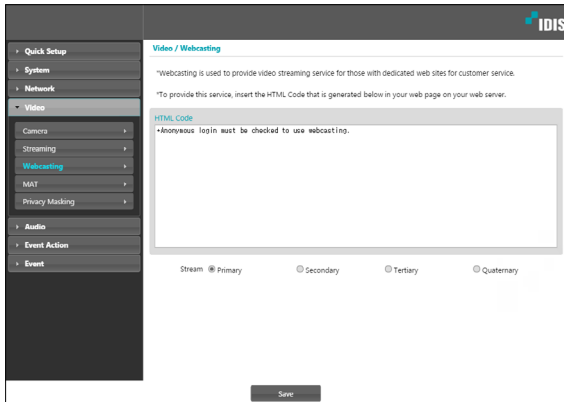 IDIS
Quick Setup
System
Network
Video
Camera
Streaming
Webcasting
MAT
Privacy Masking
Audio
Event Action
Event
Video / Webcasting
*Webcasting is used to provide video streaming service for those with dedicated web sites for customer service.
*To provide this service, insert the HTML Code that is generated below in your web page on your web server.
HTML Code
*Anonymous login must be checked to use webcasting.
Stream Primary Secondary Tertiary Quaternary
Save